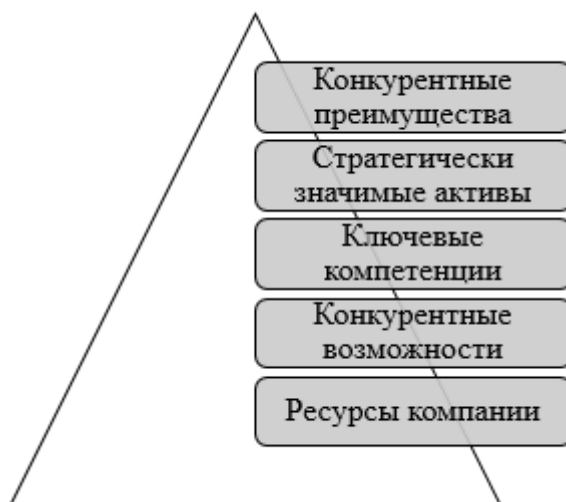 Конкурентные
преимущества
Стратегически
значимые активы
Ключевые
компетенции
Конкурентные
возможности
Ресурсы компании